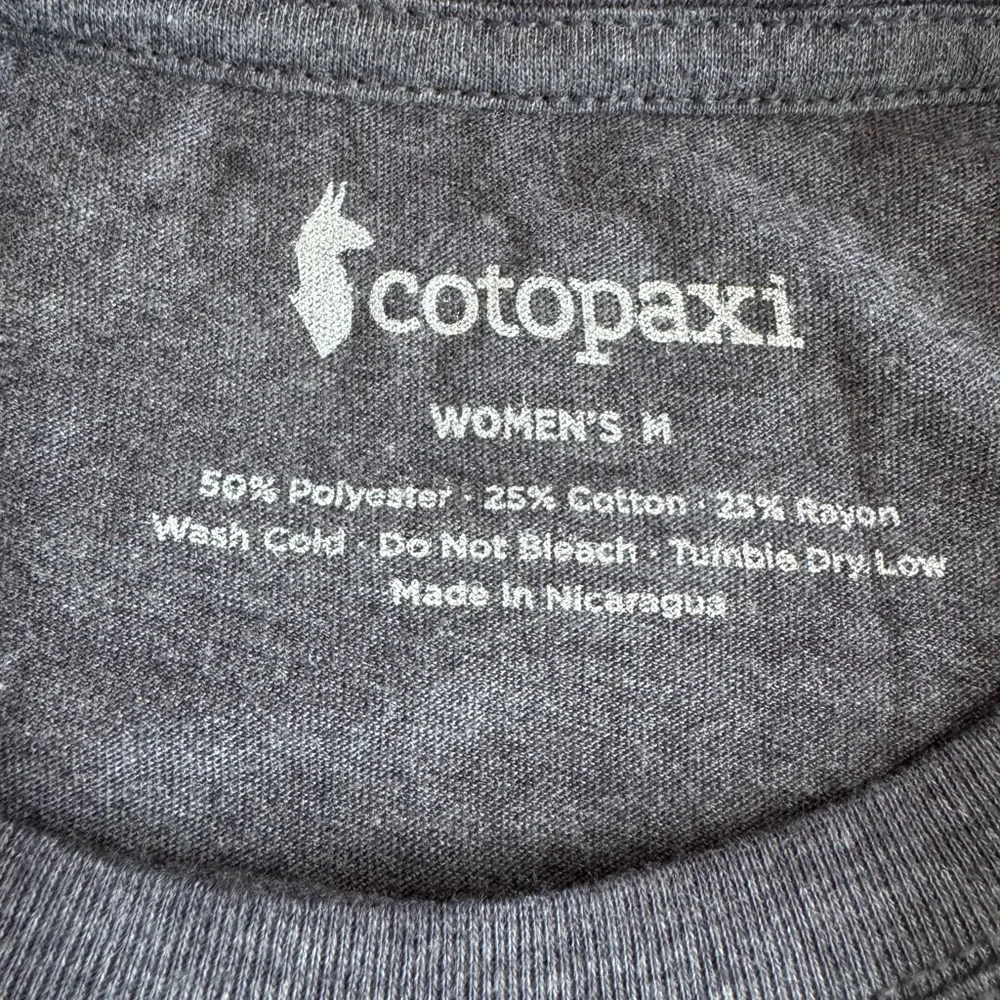 cotopaxi
WOMEN'S M
50% Polyester · 25% Cotton · 25% Rayon
Wash Cold · Do Not Bleach · Tumble Dry Low
Made In Nicaragua